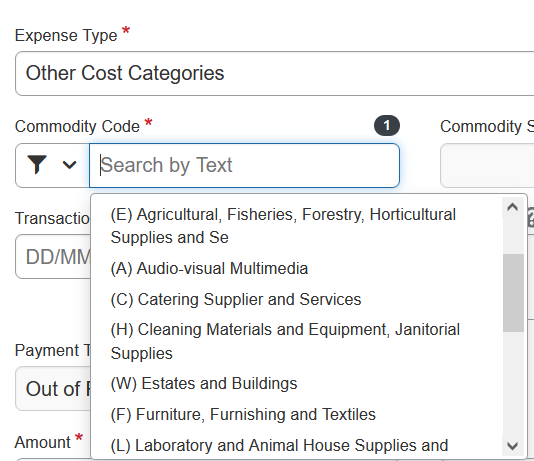 Expense Type *
Other Cost Categories
Commodity Code *
1
Commodity S
Search by Text
Transactio
DD/MM
(E) Agricultural, Fisheries, Forestry, Horticultural
Supplies and Se
(A) Audio-visual Multimedia
(C) Catering Supplier and Services
(H) Cleaning Materials and Equipment, Janitorial
Supplies
(W) Estates and Buildings
(F) Furniture, Furnishing and Textiles
(L) Laboratory and Animal House Supplies and
Payment T
Out of
Amount *